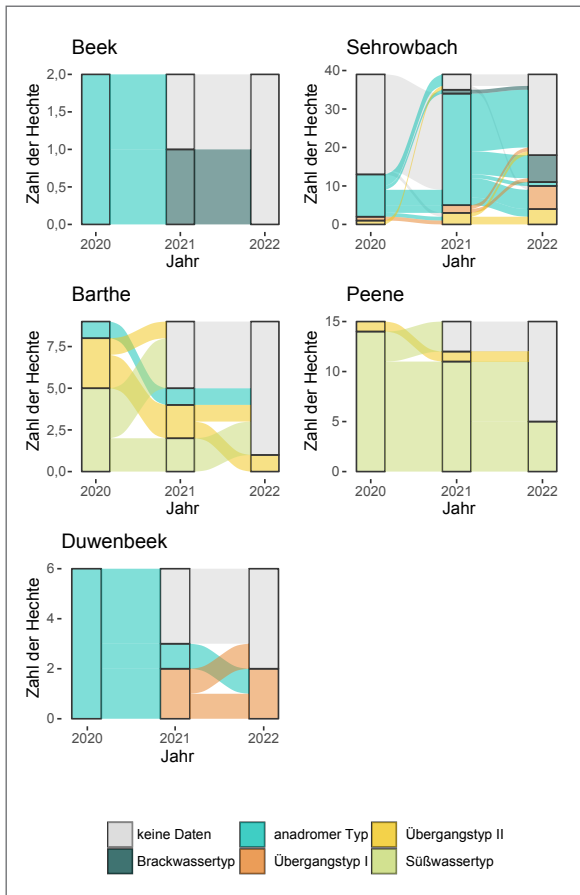 Beek
Zahl der Hechte
2,0
1,5
1,0
0,5
0,0
2020 2021 2022
Jahr
Sehrowbach
Zahl der Hechte
40
30
20
10
0
2020 2021 2022
Jahr
Barthe
Zahl der Hechte
7,5
5,0
2,5
0,0
2020 2021 2022
Jahr
Peene
Zahl der Hechte
15
10
5
0
2020 2021 2022
Jahr
Duwenbeek
Zahl der Hechte
6
4
2
0
2020 2021 2022
Jahr
keine Daten anadromer Typ Übergangstyp II
Brackwassertyp Übergangstyp I Süßwassertyp